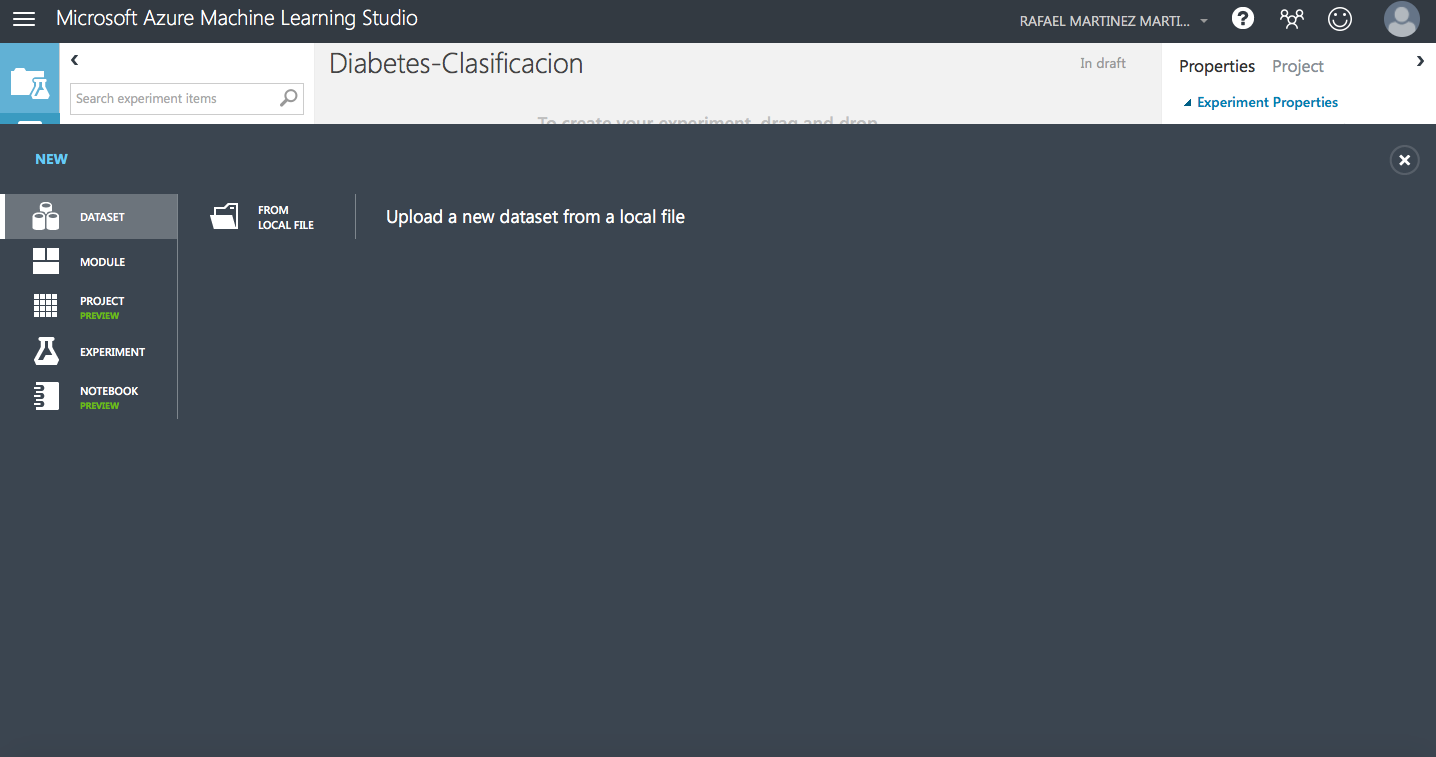 Microsoft Azure Machine Learning Studio
RAFAEL MARTINEZ MARTI...
?
Search experiment items
Diabetes-Clasificacion
In draft
To create your experiment, drag and drop
Properties Project
Experiment Properties
NEW
DATASET
MODULE
PROJECT
PREVIEW
EXPERIMENT
NOTEBOOK
PREVIEW
FROM
LOCAL FILE
Upload a new dataset from a local file